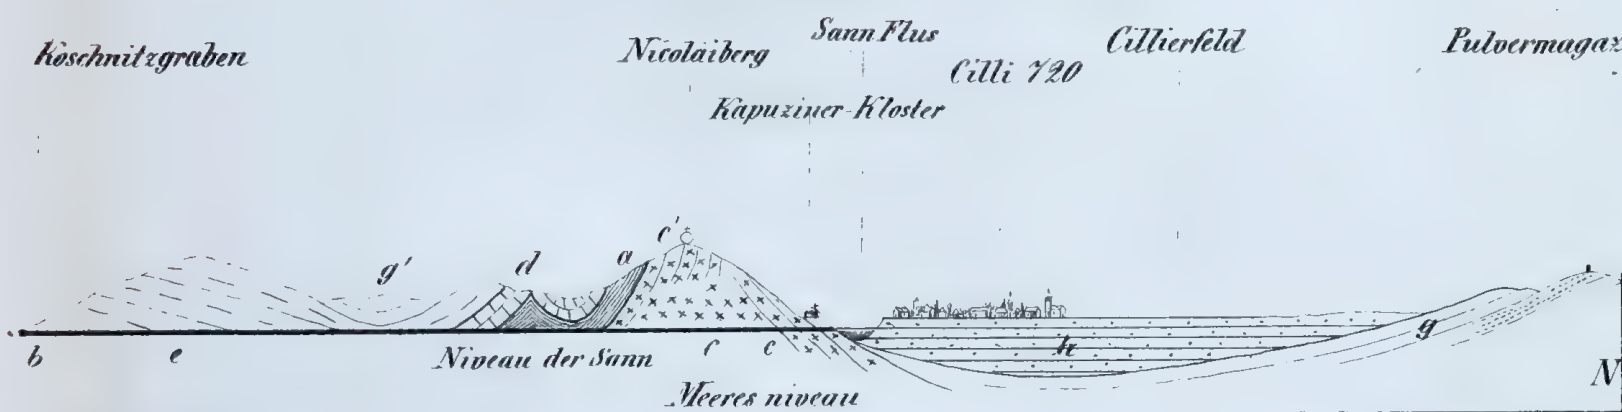 Sann Flus
Koschnitzgraben Nicolaiberg Cilli 720 Cillierfeld Pulvermagaz
Kapuziner-Kloster
g' d a c'
b e Niveau der Sann f c h g
Meeres niveau N